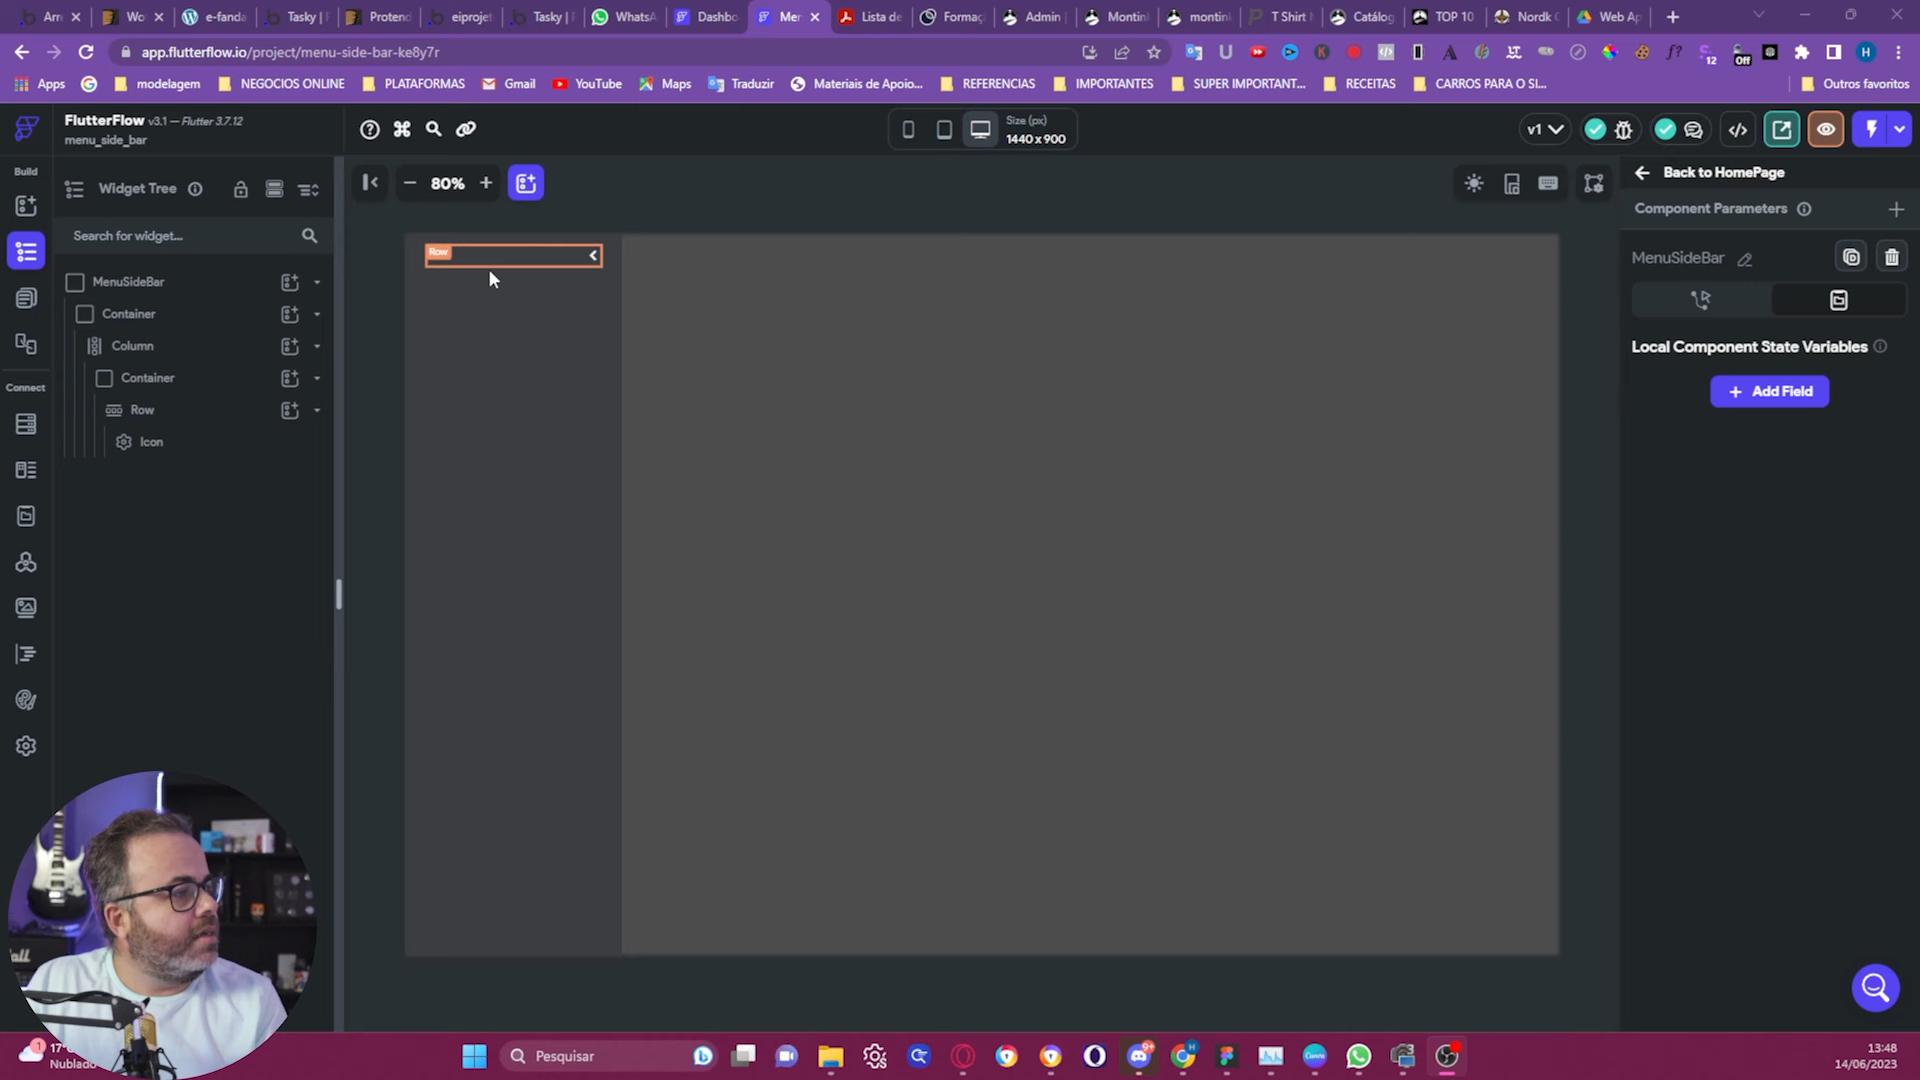 Arr
Wo
e-fanda
Tasky | F
Protend
eiprojet
Tasky | F
WhatsA
Dashbo
Mer
Lista de
Formaç
Admin |
Montin
montin
T Shirt
Catálog
TOP 10
Nordk
Web Ap
app.flutterflow.io/project/menu-side-bar-ke8y7r
12
Off
H
Apps
modelagem
NEGOCIOS ONLINE
PLATAFORMAS
Gmail
YouTube
Maps
Traduzir
Materiais de Apoio...
REFERENCIAS
IMPORTANTES
SUPER IMPORTANT...
RECEITAS
CARROS PARA O SI...
Outros favoritos
FlutterFlow v3.1 — Flutter 3.7.12
menu_side_bar
Size (px)
1440 x 900
v1
Build
Widget Tree
80%
Back to HomePage
Component Parameters
Search for widget...
Row
MenuSideBar
MenuSideBar
Container
Column
Local Component State Variables
Container
Connect
Add Field
Row
Icon
17°
Nublado
Pesquisar
13:48
14/06/2023